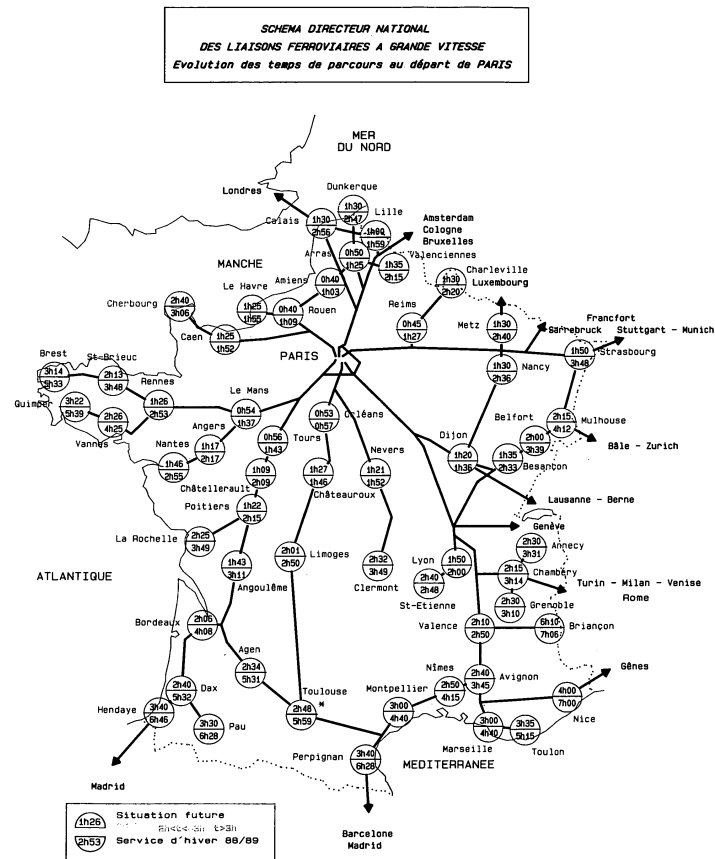 SCHEMA DIRECTEUR NATIONAL
DES LIAISONS FERROVIAIRES A GRANDE VITESSE
Evolution des temps de parcours au départ de PARIS
MER
DU NORD
Londres
Dunkerque
1h30
2h47
Lille
1h00
1h59
Calais
1h30
2h56
Amsterdam
Cologne
Bruxelles
Arras
0h50
1h25
Valenciennes
1h35
2h15
MANCHE
Amiens
0h40
1h03
Charleville
1h30
2h20
Luxembourg
Le Havre
1h25
1h55
Rouen
0h40
1h09
Reims
0h45
1h27
Metz
1h30
2h40
Sarrebruck
Francfort
Stuttgart - Munich
Cherbourg
2h40
3h06
Caen
1h25
1h52
PARIS
Strasbourg
1h50
3h48
Nancy
1h30
2h36
Brest
3h14
5h33
St-Brieuc
2h13
3h48
Rennes
1h26
2h53
Le Mans
0h54
1h37
Quimper
3h22
5h39
Vannes
2h26
4h25
Angers
1h17
2h17
Nantes
1h46
2h55
Tours
0h56
1h43
Orléans
0h53
0h57
Nevers
1h21
1h52
Dijon
1h20
1h36
Belfort
2h00
3h39
Mulhouse
2h15
4h12
Besançon
1h35
2h33
Bâle - Zurich
Châtellerault
1h09
2h09
Châteauroux
1h27
1h46
Lausanne - Berne
Genève
Poitiers
1h22
2h15
La Rochelle
2h25
3h49
Limoges
2h01
2h50
Clermont
2h32
3h49
Lyon
1h50
2h00
St-Etienne
2h40
2h48
Annecy
2h30
3h31
Chambéry
2h15
3h14
Grenoble
2h30
3h10
Turin - Milan - Venise
Rome
ATLANTIQUE
Angoulême
1h43
3h11
Bordeaux
2h06
4h08
Valence
2h10
2h50
Briançon
6h10
7h06
Agen
2h34
5h31
Dax
2h40
5h32
Toulouse
2h48
5h59
*
Montpellier
3h00
4h40
Nîmes
2h50
4h15
Avignon
2h40
3h45
Gênes
Nice
4h00
7h00
Hendaye
3h40
6h46
Pau
3h30
6h28
Marseille
3h00
4h40
Toulon
3h35
5h15
Perpignan
3h40
6h28
MEDITERRANEE
Madrid
Barcelone
Madrid
1h26 Situation future
t>3h
2h53 Service d'hiver 88/89